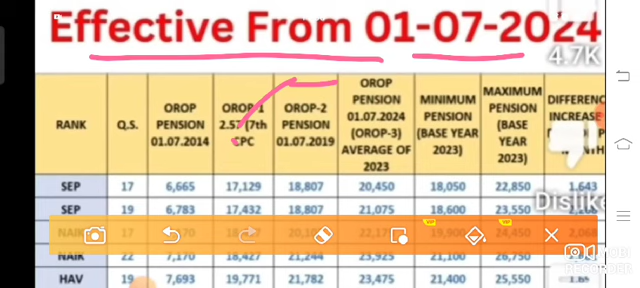 Effective From 01-07-2024
4.7K
RANK Q.S. OROP PENSION 01.07.2014 OROP-1 2.57 (7th CPC OROP-2 PENSION 01.07.2019 OROP PENSION 01.07.2024 (OROP-3) AVERAGE OF 2023 MINIMUM PENSION (BASE YEAR 2023) MAXIMUM PENSION (BASE YEAR 2023) INCREASE
SEP 17 6,665 17,129 18,807 20,450 18,050 22,850 1,643
SEP 19 6,783 17,432 18,807 21,075 18,600 23,550
Dislike
NAIK 22 7,170 18,427 21,244 23,925 21,100 26,750
HAV 19 7,693 19,771 21,782 23,475 21,400 25,550
RECORDER